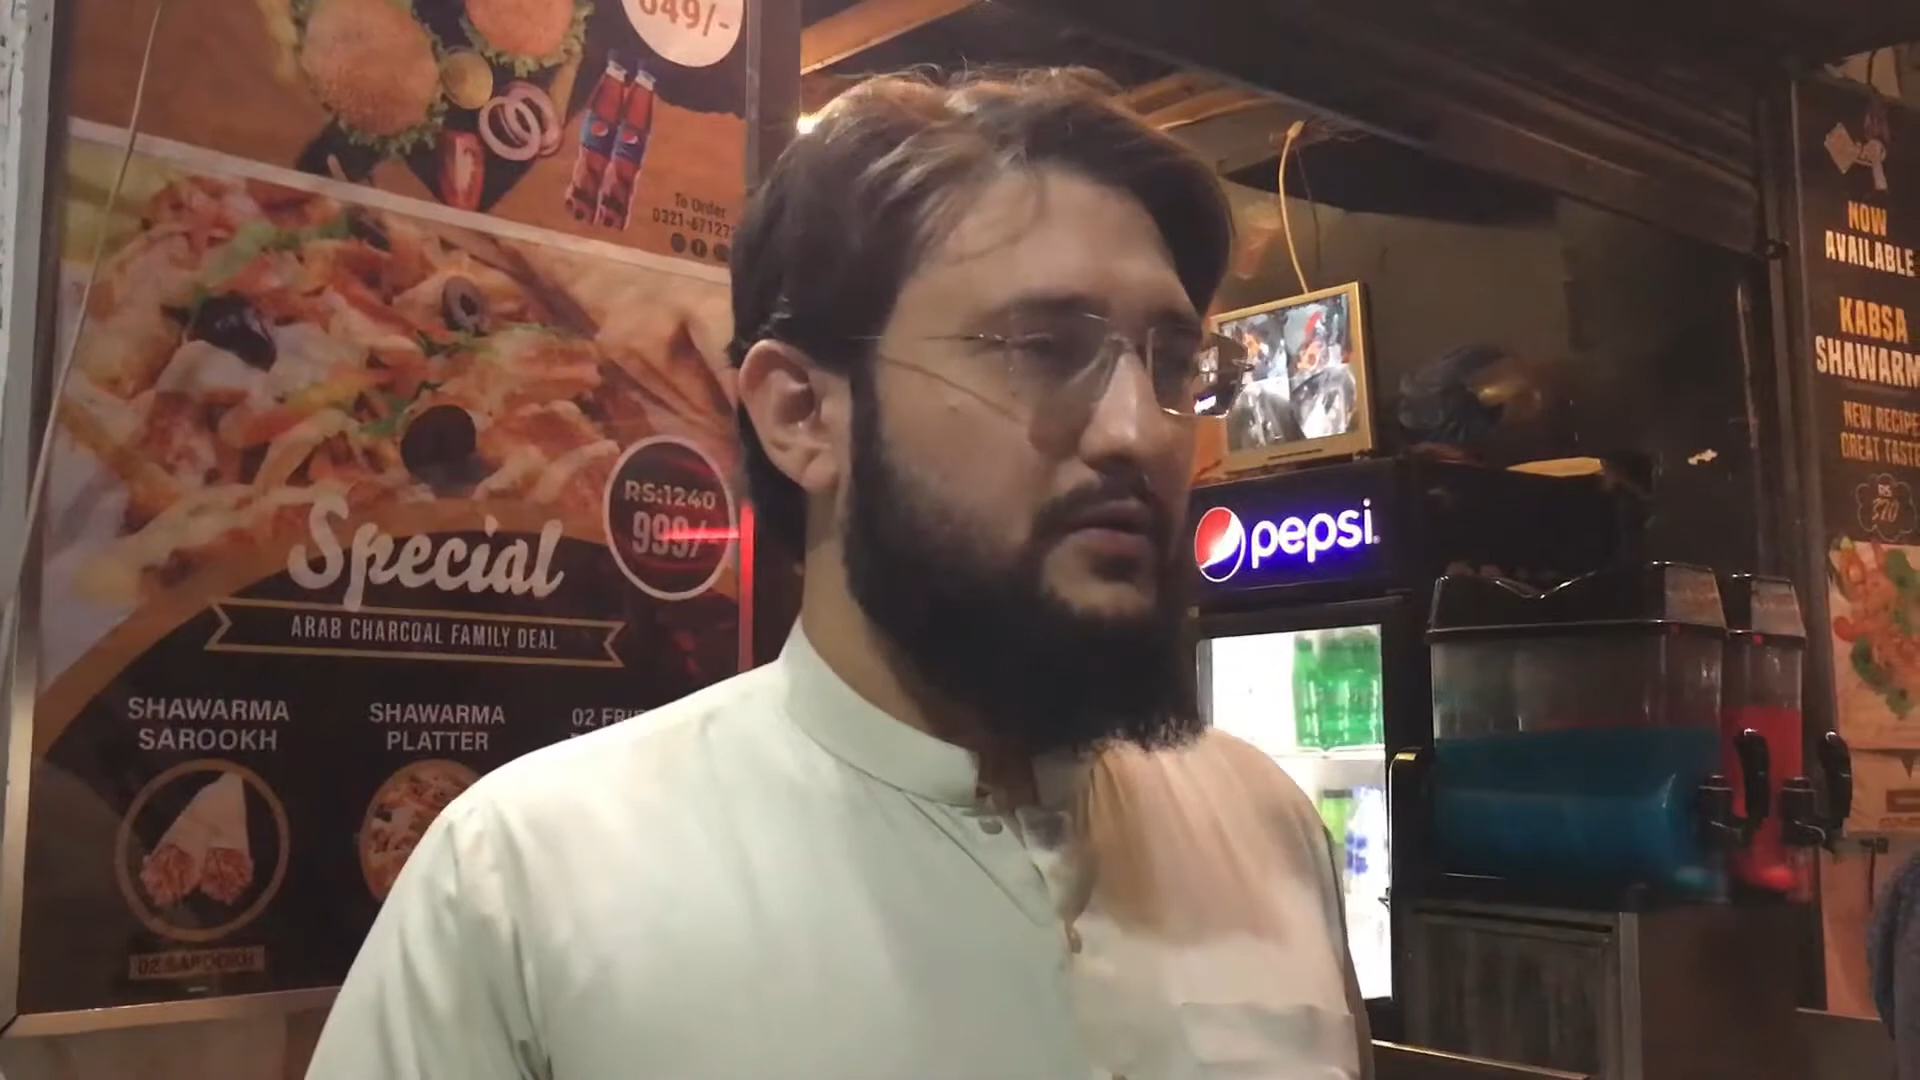 649/-
To Order
RS:1240
999/-
Special
ARAB CHARCOAL FAMILY DEAL
SHAWARMA
SAROOKH
SHAWARMA
PLATTER
02
02 SAROOKH
pepsi
NOW
AVAILABLE
KABSA
SHAWARM
NEW RECIPE
GREAT TASTE
RS